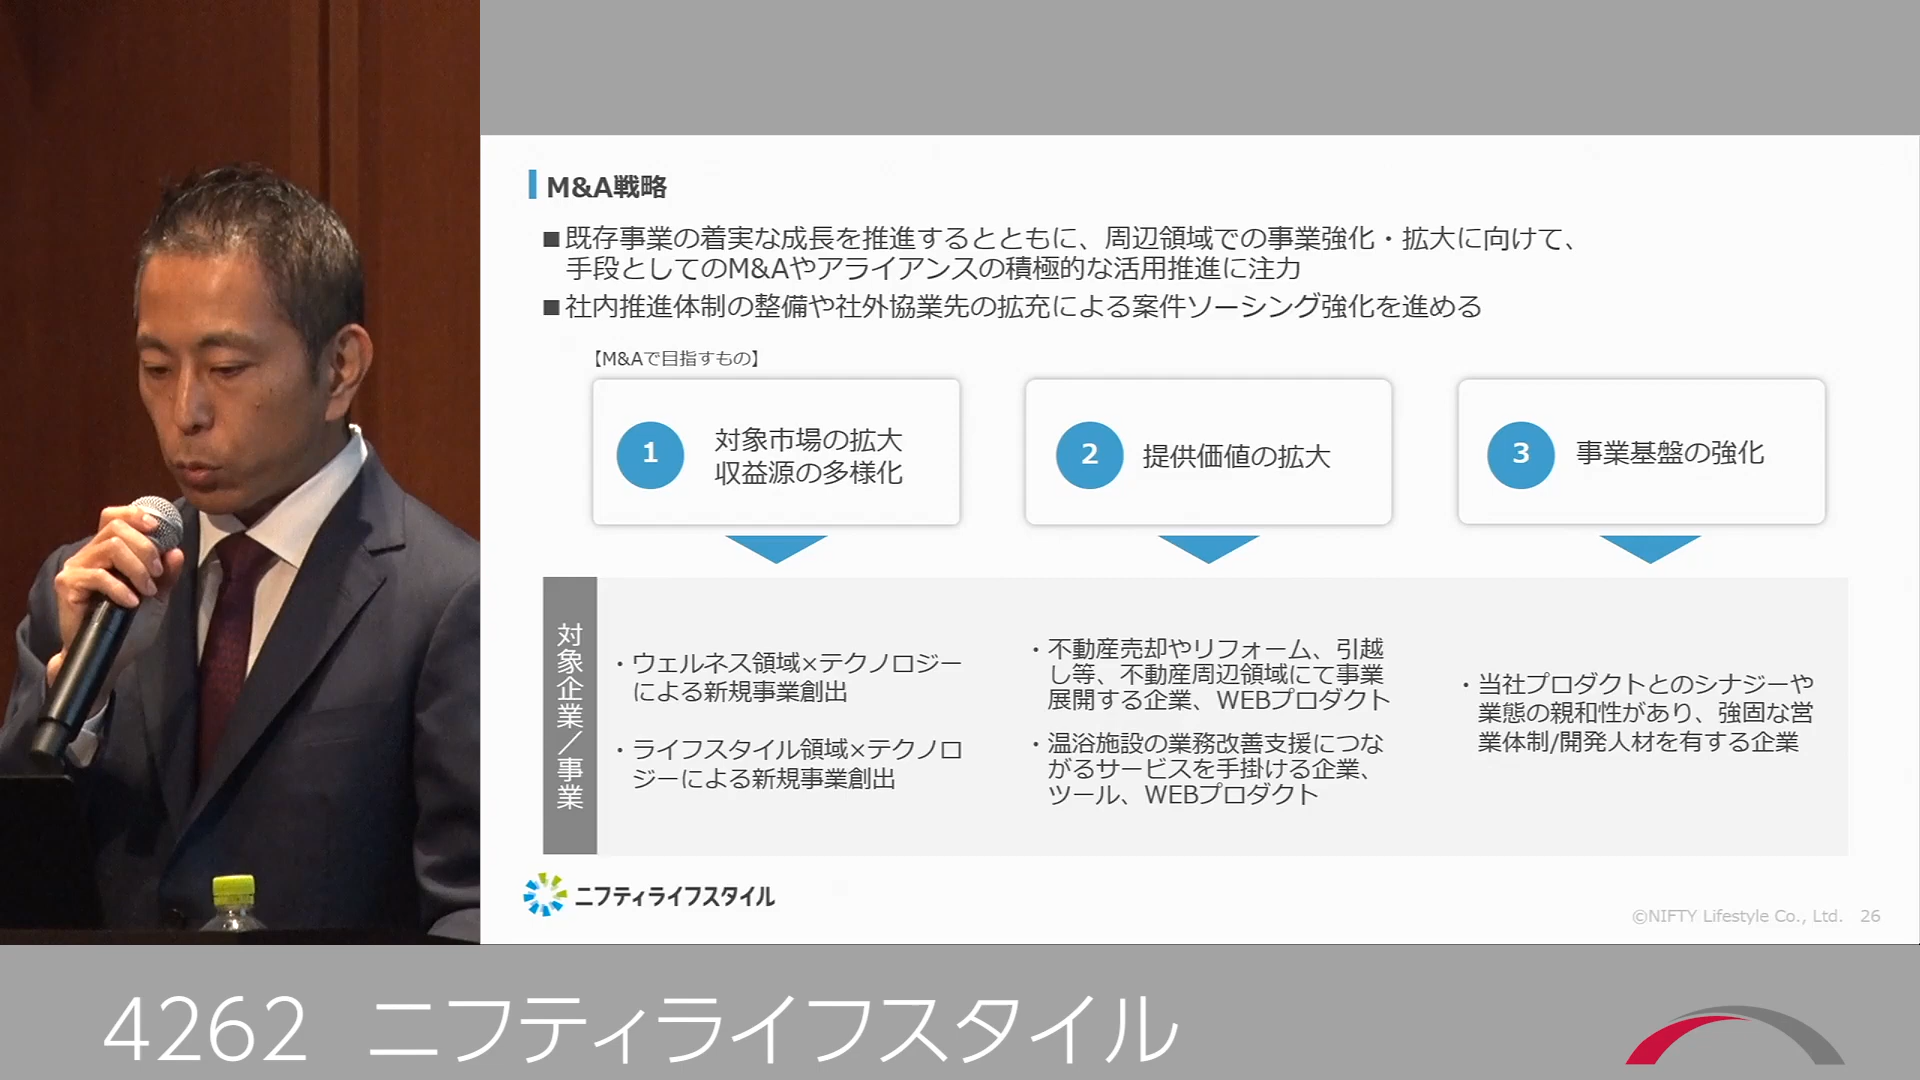 M&A戦略
■既存事業の着実な成長を推進するとともに、周辺領域での事業強化・拡大に向けて、
手段としてのM&Aやアライアンスの積極的な活用推進に注力
■社内推進体制の整備や社外協業先の拡充による案件ソーシング強化を進める
【M&Aで目指すもの】
1
対象市場の拡大
収益源の多様化
2
提供価値の拡大
3
事業基盤の強化
対象企業／事業
・ウェルネス領域×テクノロジー
による新規事業創出
・ライフスタイル領域×テクノロ
ジーによる新規事業創出
・不動産売却やリフォーム、引越
し等、不動産周辺領域にて事業
展開する企業、WEBプロダクト
・温浴施設の業務改善支援につな
がるサービスを手掛ける企業、
ツール、WEBプロダクト
・当社プロダクトとのシナジーや
業態の親和性があり、強固な営
業体制/開発人材を有する企業
ニフティライフスタイル
©NIFTY Lifestyle Co., Ltd. 26
4262 ニフティライフスタイル